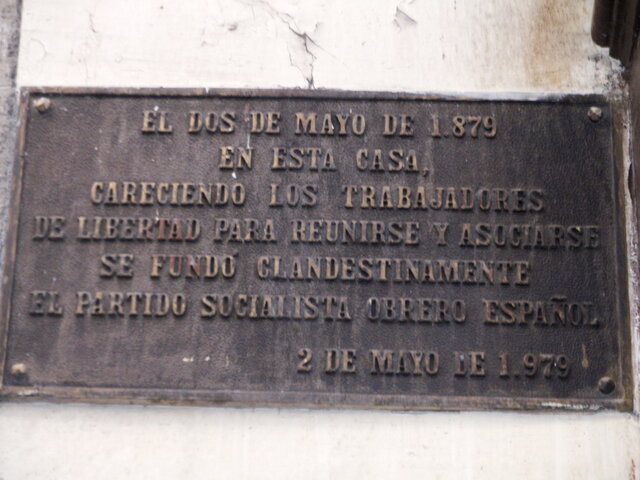 EL DOS DE MAYO DE 1.879
EN ESTA CASA,
CARECIENDO LOS TRABAJADORES
DE LIBERTAD PARA REUNIRSE Y ASOCIARSE
SE FUNDÓ CLANDESTINAMENTE
EL PARTIDO SOCIALISTA OBRERO ESPAÑOL
2 DE MAYO DE 1.979